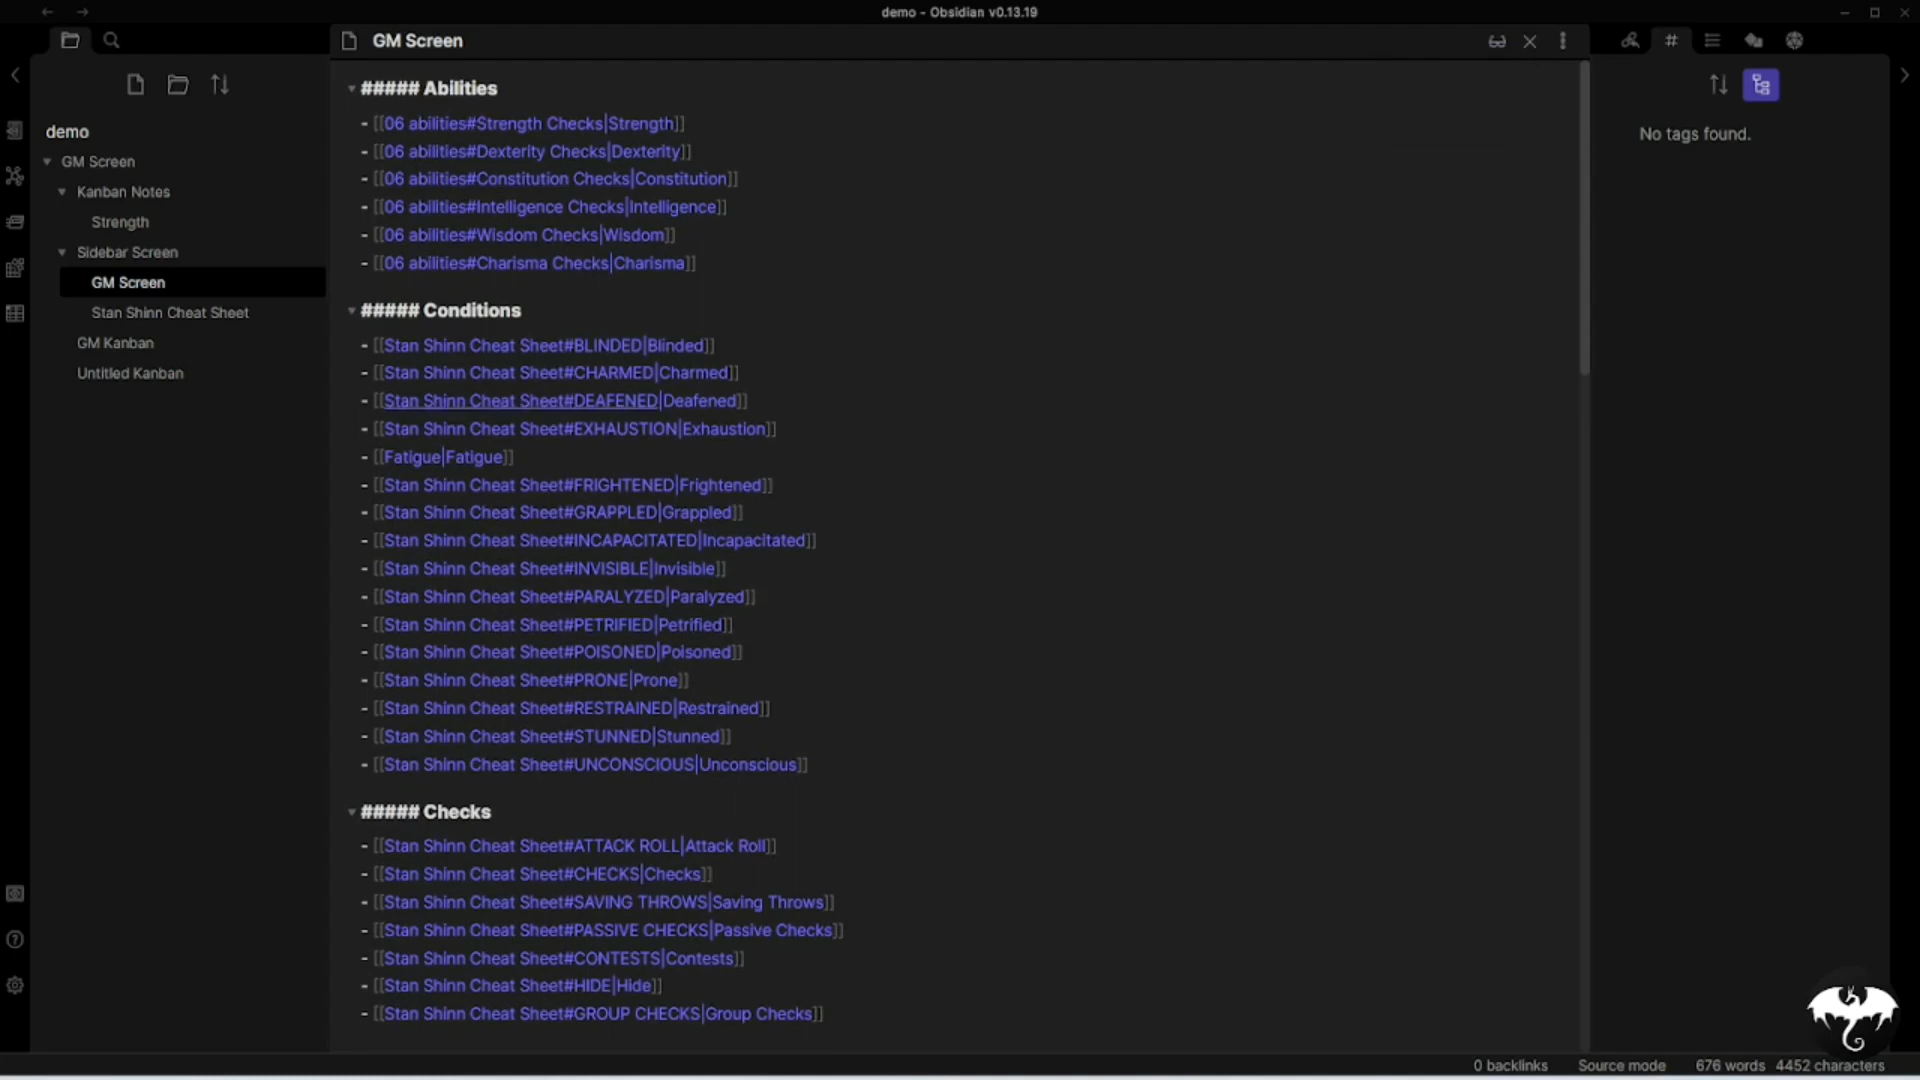 demo - Obsidian v0.13.19
GM Screen
demo
GM Screen
Kanban Notes
Strength
Sidebar Screen
GM Screen
Stan Shinn Cheat Sheet
GM Kanban
Untitled Kanban
##### Abilities
- [[06 abilities#Strength Checks|Strength]]
- [[06 abilities#Dexterity Checks|Dexterity]]
- [[06 abilities#Constitution Checks|Constitution]]
- [[06 abilities#Intelligence Checks|Intelligence]]
- [[06 abilities#Wisdom Checks|Wisdom]]
- [[06 abilities#Charisma Checks|Charisma]]
##### Conditions
- [[Stan Shinn Cheat Sheet#BLINDED|Blinded]]
- [[Stan Shinn Cheat Sheet#CHARMED|Charmed]]
- [[Stan Shinn Cheat Sheet#DEAFENED|Deafened]]
- [[Stan Shinn Cheat Sheet#EXHAUSTION|Exhaustion]]
- [[Fatigue|Fatigue]]
- [[Stan Shinn Cheat Sheet#FRIGHTENED|Frightened]]
- [[Stan Shinn Cheat Sheet#GRAPPLED|Grappled]]
- [[Stan Shinn Cheat Sheet#INCAPACITATED|Incapacitated]]
- [[Stan Shinn Cheat Sheet#INVISIBLE|Invisible]]
- [[Stan Shinn Cheat Sheet#PARALYZED|Paralyzed]]
- [[Stan Shinn Cheat Sheet#PETRIFIED|Petrified]]
- [[Stan Shinn Cheat Sheet#POISONED|Poisoned]]
- [[Stan Shinn Cheat Sheet#PRONE|Prone]]
- [[Stan Shinn Cheat Sheet#RESTRAINED|Restrained]]
- [[Stan Shinn Cheat Sheet#STUNNED|Stunned]]
- [[Stan Shinn Cheat Sheet#UNCONSCIOUS|Unconscious]]
##### Checks
- [[Stan Shinn Cheat Sheet#ATTACK ROLL|Attack Roll]]
- [[Stan Shinn Cheat Sheet#CHECKS|Checks]]
- [[Stan Shinn Cheat Sheet#SAVING THROWS|Saving Throws]]
- [[Stan Shinn Cheat Sheet#PASSIVE CHECKS|Passive Checks]]
- [[Stan Shinn Cheat Sheet#CONTESTS|Contests]]
- [[Stan Shinn Cheat Sheet#HIDE|Hide]]
- [[Stan Shinn Cheat Sheet#GROUP CHECKS|Group Checks]]
No tags found.
0 backlinks Source mode 676 words 4452 characters